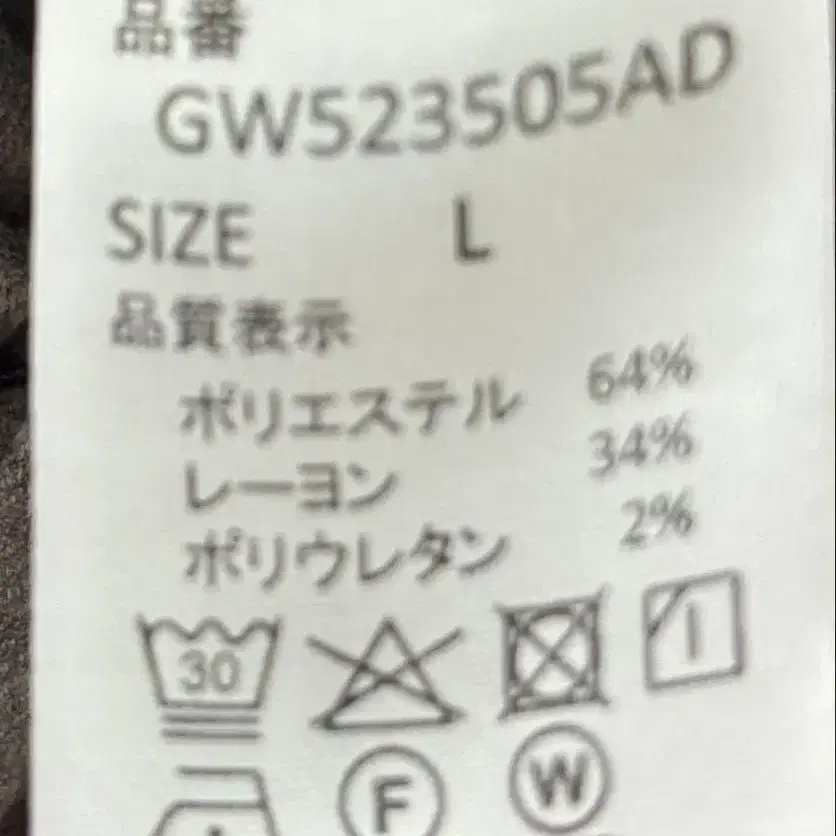 品番
GW523505AD
SIZE L
品質表示
ポリエステル 64%
レーヨン 34%
ポリウレタン 2%
30
F W